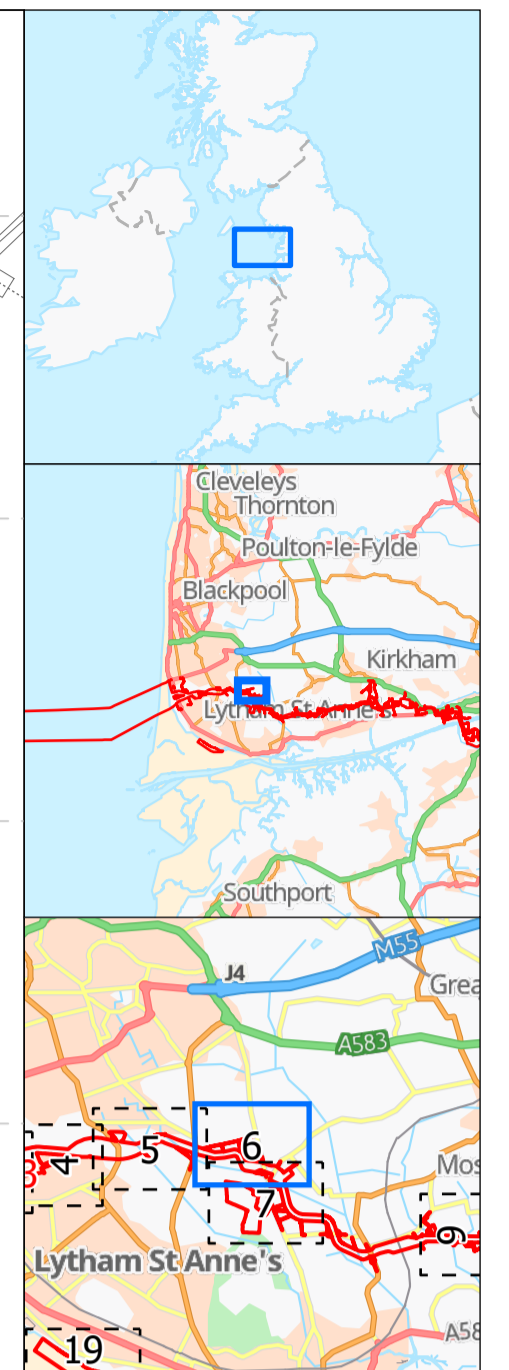 Cleveleys
Thornton
Poulton-le-Fylde
Blackpool
Kirkham
Lytham St Anne's
Southport
M55
J4
Grea
A583
6
5
4
3
Mos
7
9
Lytham St Anne's
A58
19